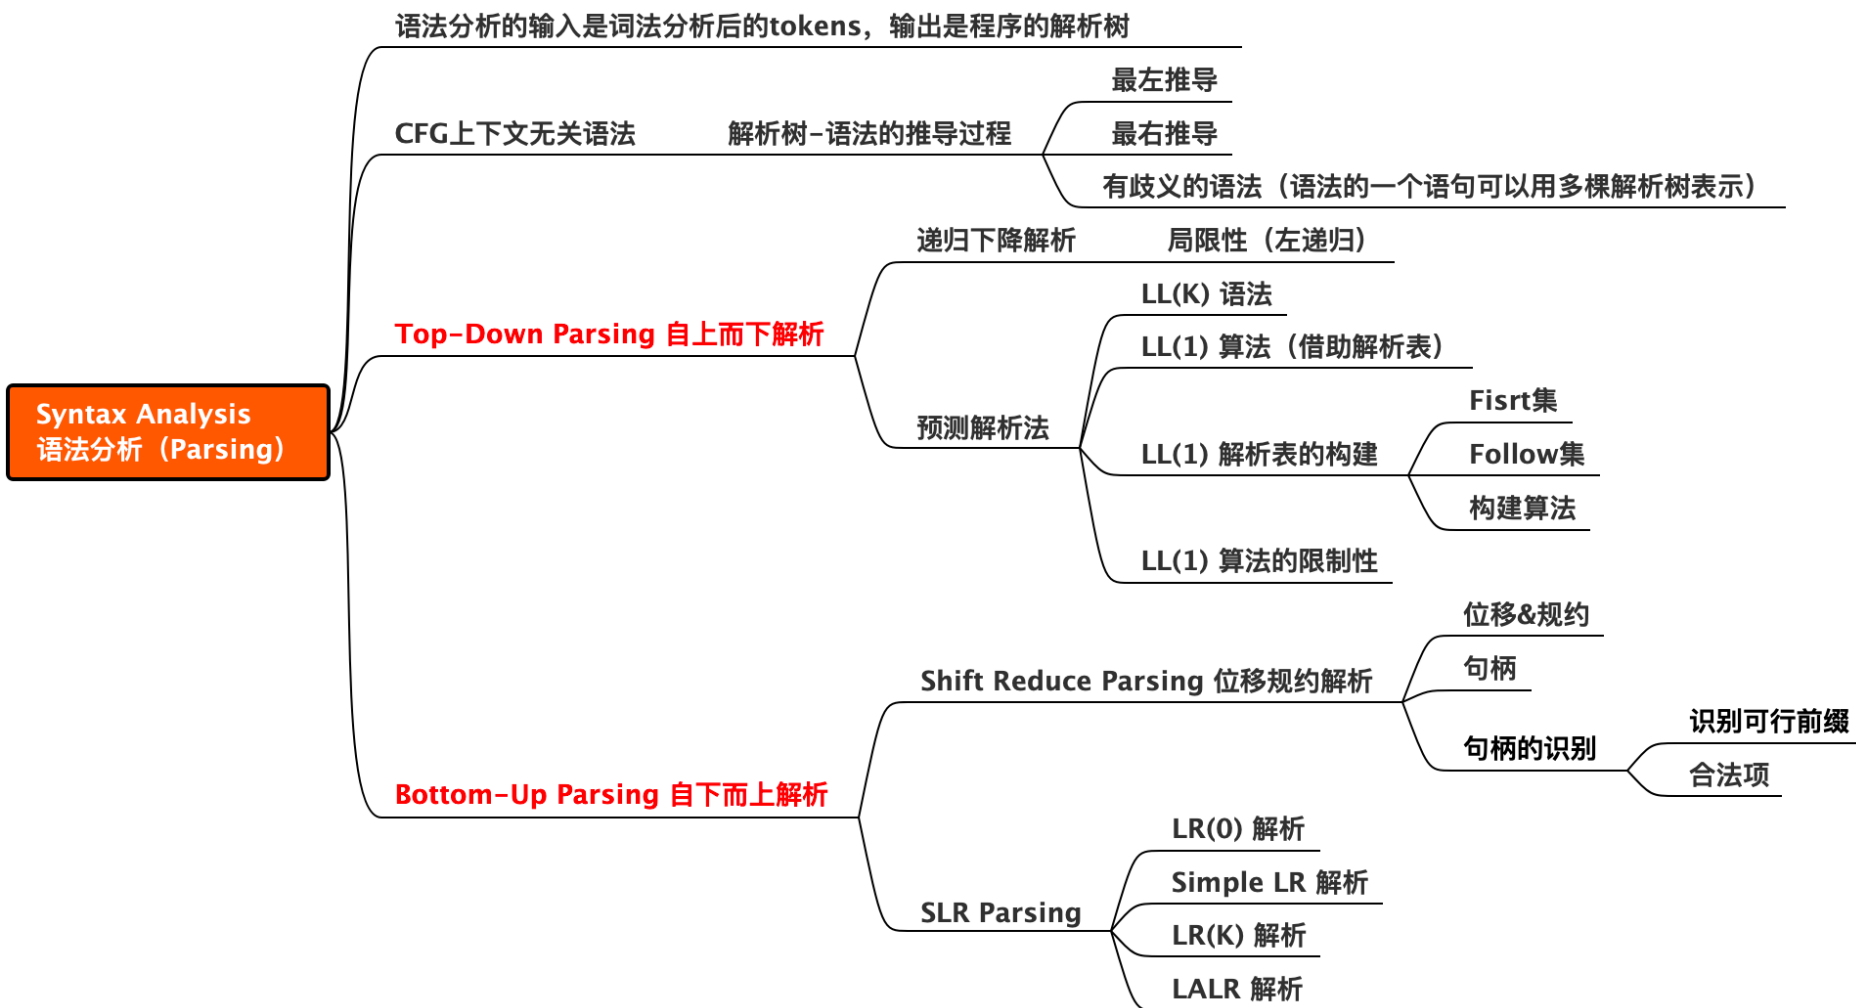 语法分析的输入是词法分析后的tokens，输出是程序的解析树
最左推导
CFG上下文无关语法
解析树-语法的推导过程
最右推导
有歧义的语法（语法的一个语句可以用多棵解析树表示）
递归下降解析
局限性（左递归）
LL(K) 语法
Top-Down Parsing 自上而下解析
LL(1) 算法（借助解析表）
Syntax Analysis
语法分析（Parsing）
预测解析法
Fisrt集
LL(1) 解析表的构建
Follow集
构建算法
LL(1) 算法的限制性
位移&规约
Shift Reduce Parsing 位移规约解析
句柄
识别可行前缀
句柄的识别
合法项
Bottom-Up Parsing 自下而上解析
LR(0) 解析
Simple LR 解析
SLR Parsing
LR(K) 解析
LALR 解析